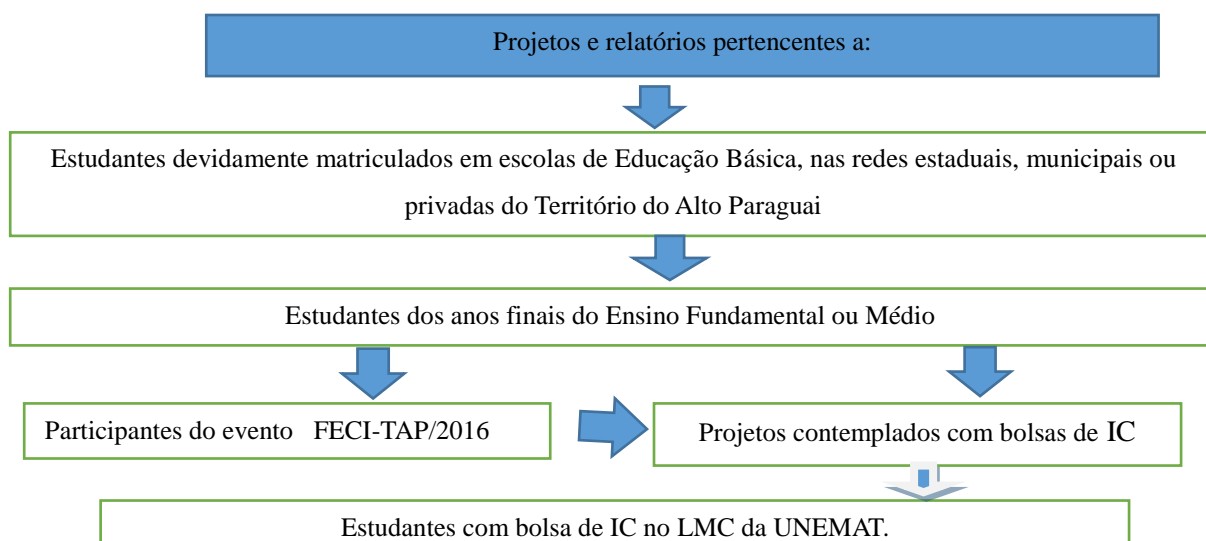 Projetos e relatórios pertencentes a:
Estudantes devidamente matriculados em escolas de Educação Básica, nas redes estaduais, municipais ou
privadas do Território do Alto Paraguai
Estudantes dos anos finais do Ensino Fundamental ou Médio
Participantes do evento FECI-TAP/2016
Projetos contemplados com bolsas de IC
Estudantes com bolsa de IC no LMC da UNEMAT.